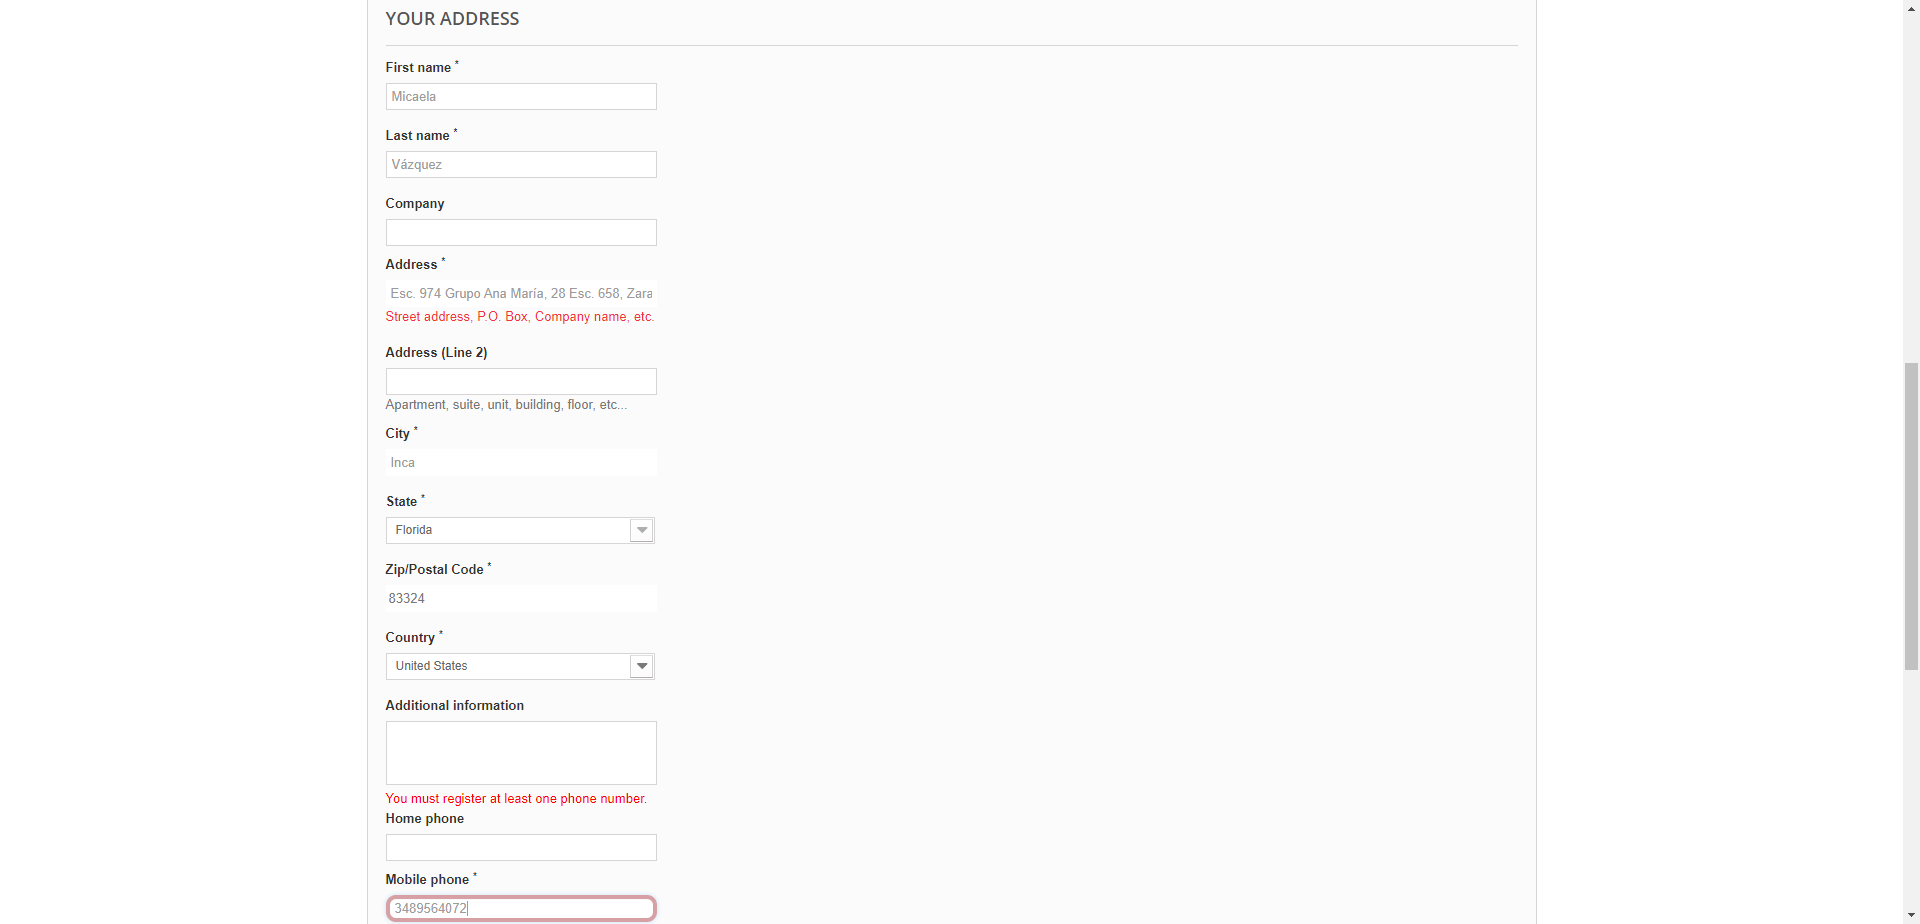 YOUR ADDRESS
First name *
Micaela
Last name *
Vázquez
Company
Address *
Esc. 974 Grupo Ana María, 28 Esc. 658, Zara
Street address, P.O. Box, Company name, etc.
Address (Line 2)
Apartment, suite, unit, building, floor, etc...
City *
Inca
State *
Florida
Zip/Postal Code *
83324
Country *
United States
Additional information
You must register at least one phone number.
Home phone
Mobile phone *
3489564072